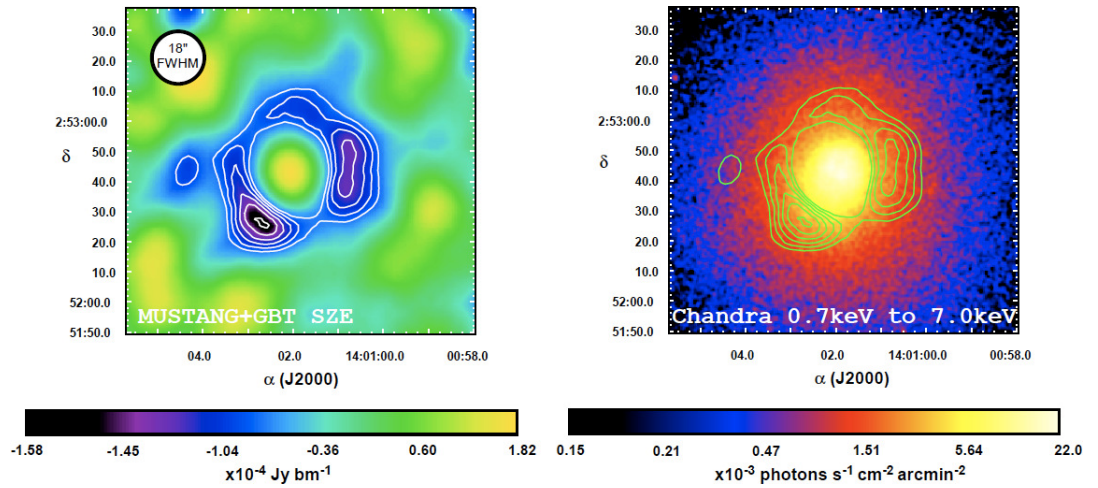 18"
FWHM
30.0
20.0
10.0
2:53:00.0
50.0
δ
40.0
30.0
20.0
10.0
52:00.0
51:50.0
MUSTANG+GBT SZE
04.0 02.0 14:01:00.0 00:58.0
α (J2000)
-1.58 -1.45 -1.04 -0.36 0.60 1.82
x10⁻⁴ Jy bm⁻¹
30.0
20.0
10.0
2:53:00.0
50.0
δ
40.0
30.0
20.0
10.0
52:00.0
51:50.0
Chandra 0.7keV to 7.0keV
04.0 02.0 14:01:00.0 00:58.0
α (J2000)
0.15 0.21 0.47 1.51 5.64 22.0
x10⁻³ photons s⁻¹ cm⁻² arcmin⁻²